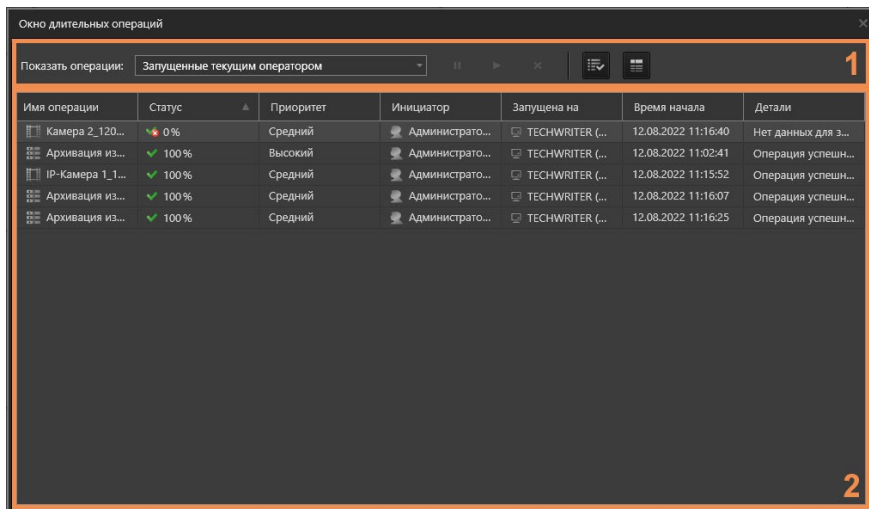 Окно длительных операций
Показать операции: Запущенные текущим оператором 1
Имя операции Статус Приоритет Инициатор Запущена на Время начала Детали
Камера 2_120... 0% Средний Администрато... TECHWRITER (... 12.08.2022 11:16:40 Нет данных для з...
Архивация из... 100% Высокий Администрато... TECHWRITER (... 12.08.2022 11:02:41 Операция успешн...
IP-Камера 1_1... 100% Средний Администрато... TECHWRITER (... 12.08.2022 11:15:52 Операция успешн...
Архивация из... 100% Средний Администрато... TECHWRITER (... 12.08.2022 11:16:07 Операция успешн...
Архивация из... 100% Средний Администрато... TECHWRITER (... 12.08.2022 11:16:25 Операция успешн...
2